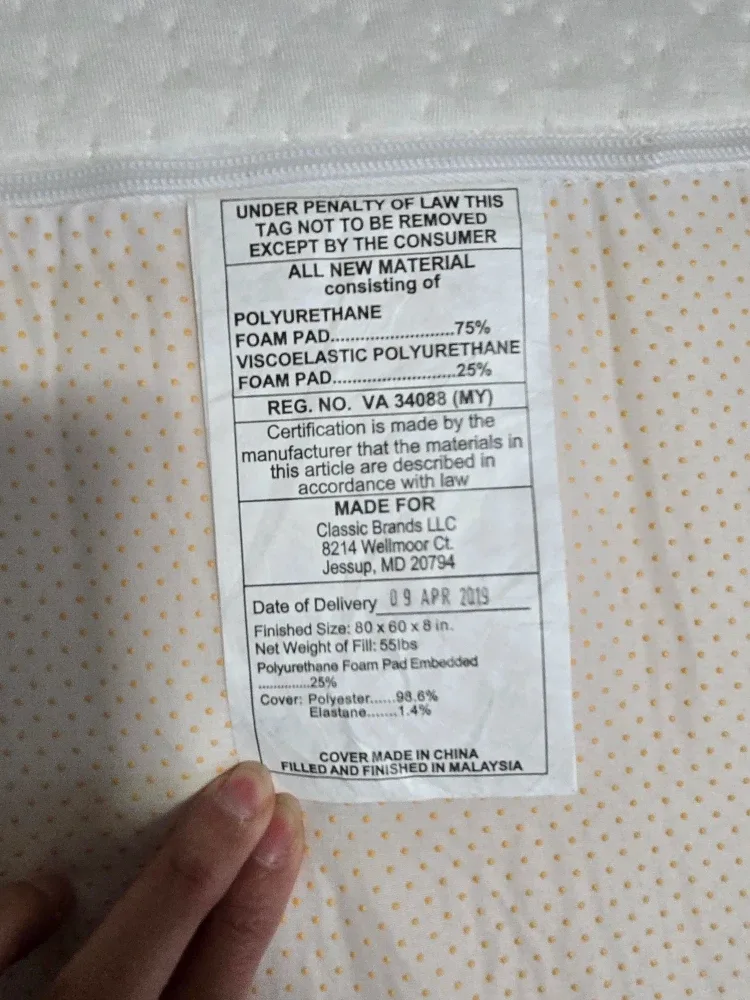 UNDER PENALTY OF LAW THIS
TAG NOT TO BE REMOVED
EXCEPT BY THE CONSUMER
ALL NEW MATERIAL
consisting of
POLYURETHANE
FOAM PAD.........................75%
VISCOELASTIC POLYURETHANE
FOAM PAD.........................25%
REG. NO. VA 34088 (MY)
Certification is made by the
manufacturer that the materials in
this article are described in
accordance with law
MADE FOR
Classic Brands LLC
8214 Wellmoor Ct.
Jessup, MD 20794
Date of Delivery 09 APR 2019
Finished Size: 80 x 60 x 8 in.
Net Weight of Fill: 55lbs
Polyurethane Foam Pad Embedded
..............25%
Cover: Polyester......98.6%
Elastane.......1.4%
COVER MADE IN CHINA
FILLED AND FINISHED IN MALAYSIA